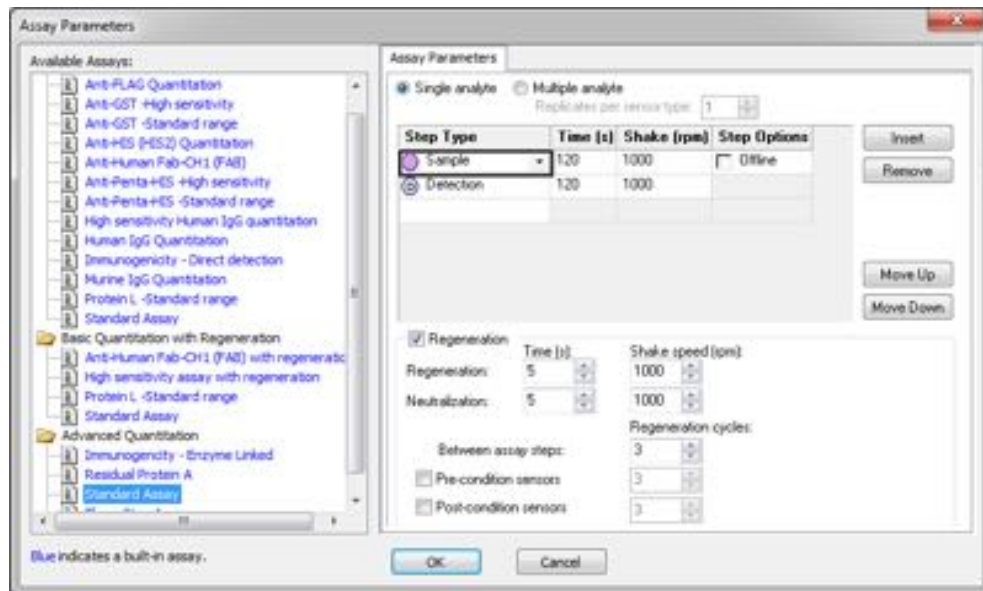 Assay Parameters
Available Assays:
Anti-FLAG Quantitation
Anti-GST -High sensitivity
Anti-GST -Standard range
Anti-HIS (HIS2) Quantitation
Anti-Human Fab-CH1 (FAB)
Anti-Penta-HIS -High sensitivity
Anti-Penta-HIS -Standard range
High sensitivity Human IgG quantitation
Human IgG Quantitation
Immunogenicity - Direct detection
Murine IgG Quantitation
Protein L -Standard range
Standard Assay
Basic Quantitation with Regeneration
Anti-Human Fab-CH1 (FAB) with regeneratic
High sensitivity assay with regeneration
Protein L -Standard range
Standard Assay
Advanced Quantitation
Immunogenicity - Enzyme Linked
Residual Protein A
Standard Assay
Blue indicates a built-in assay.
Assay Parameters
Single analyte Multiple analyte
Replicates per sensor type: 1
Step Type Time (s) Shake (rpm) Step Options
Sample 120 1000 Offline
Detection 120 1000
Insert
Remove
Move Up
Move Down
Regeneration
Time (s): Shake speed (rpm):
Regeneration: 5 1000
Neutralization: 5 1000
Regeneration cycles:
Between assay steps: 3
Pre-condition sensors 3
Post-condition sensors 3
OK Cancel